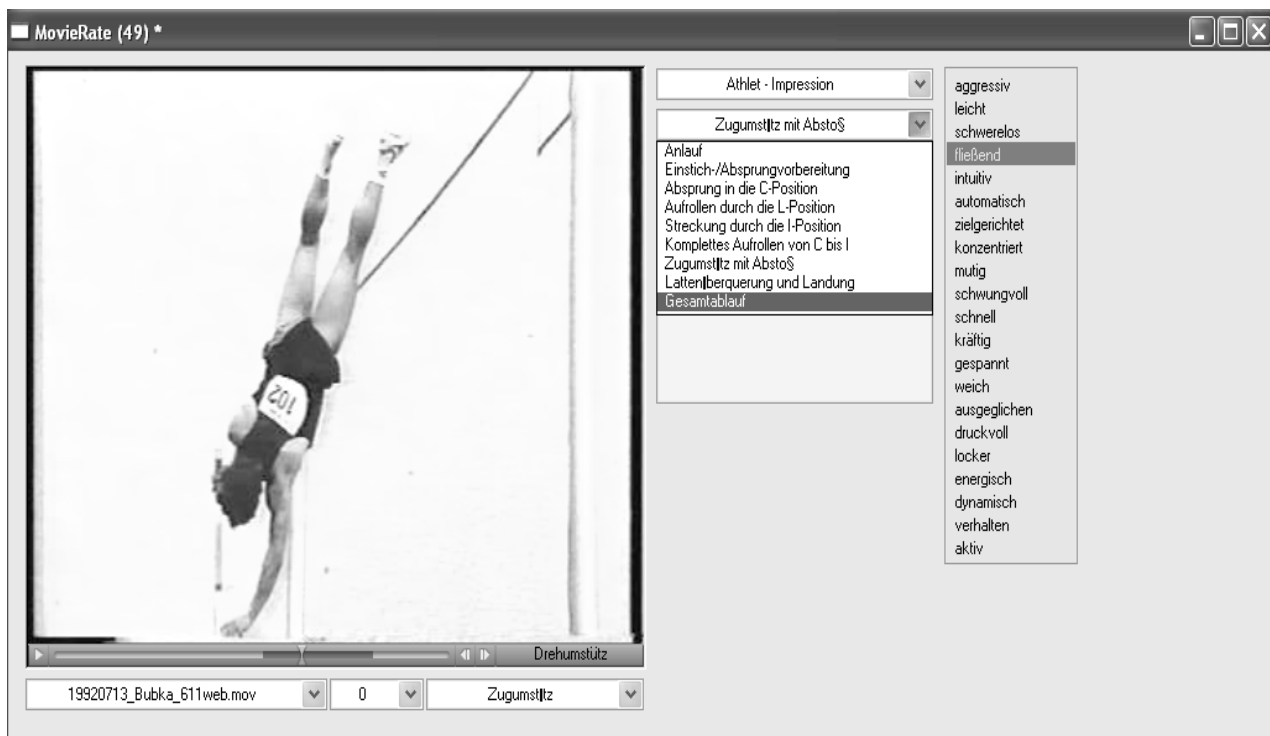 MovieRate (49) *
102
Drehumstütz
19920713_Bubka_611web.mov
0
Zugumst‖tz
Athlet - Impression
Zugumst‖tz mit Absto§
Anlauf
Einstich-/Absprungvorbereitung
Absprung in die C-Position
Aufrollen durch die L-Position
Streckung durch die I-Position
Komplettes Aufrollen von C bis I
Zugumst‖tz mit Absto§
Latten‖berquerung und Landung
Gesamtablauf
aggressiv
leicht
schwerelos
fließend
intuitiv
automatisch
zielgerichtet
konzentriert
mutig
schwungvoll
schnell
kräftig
gespannt
weich
ausgeglichen
druckvoll
locker
energisch
dynamisch
verhalten
aktiv